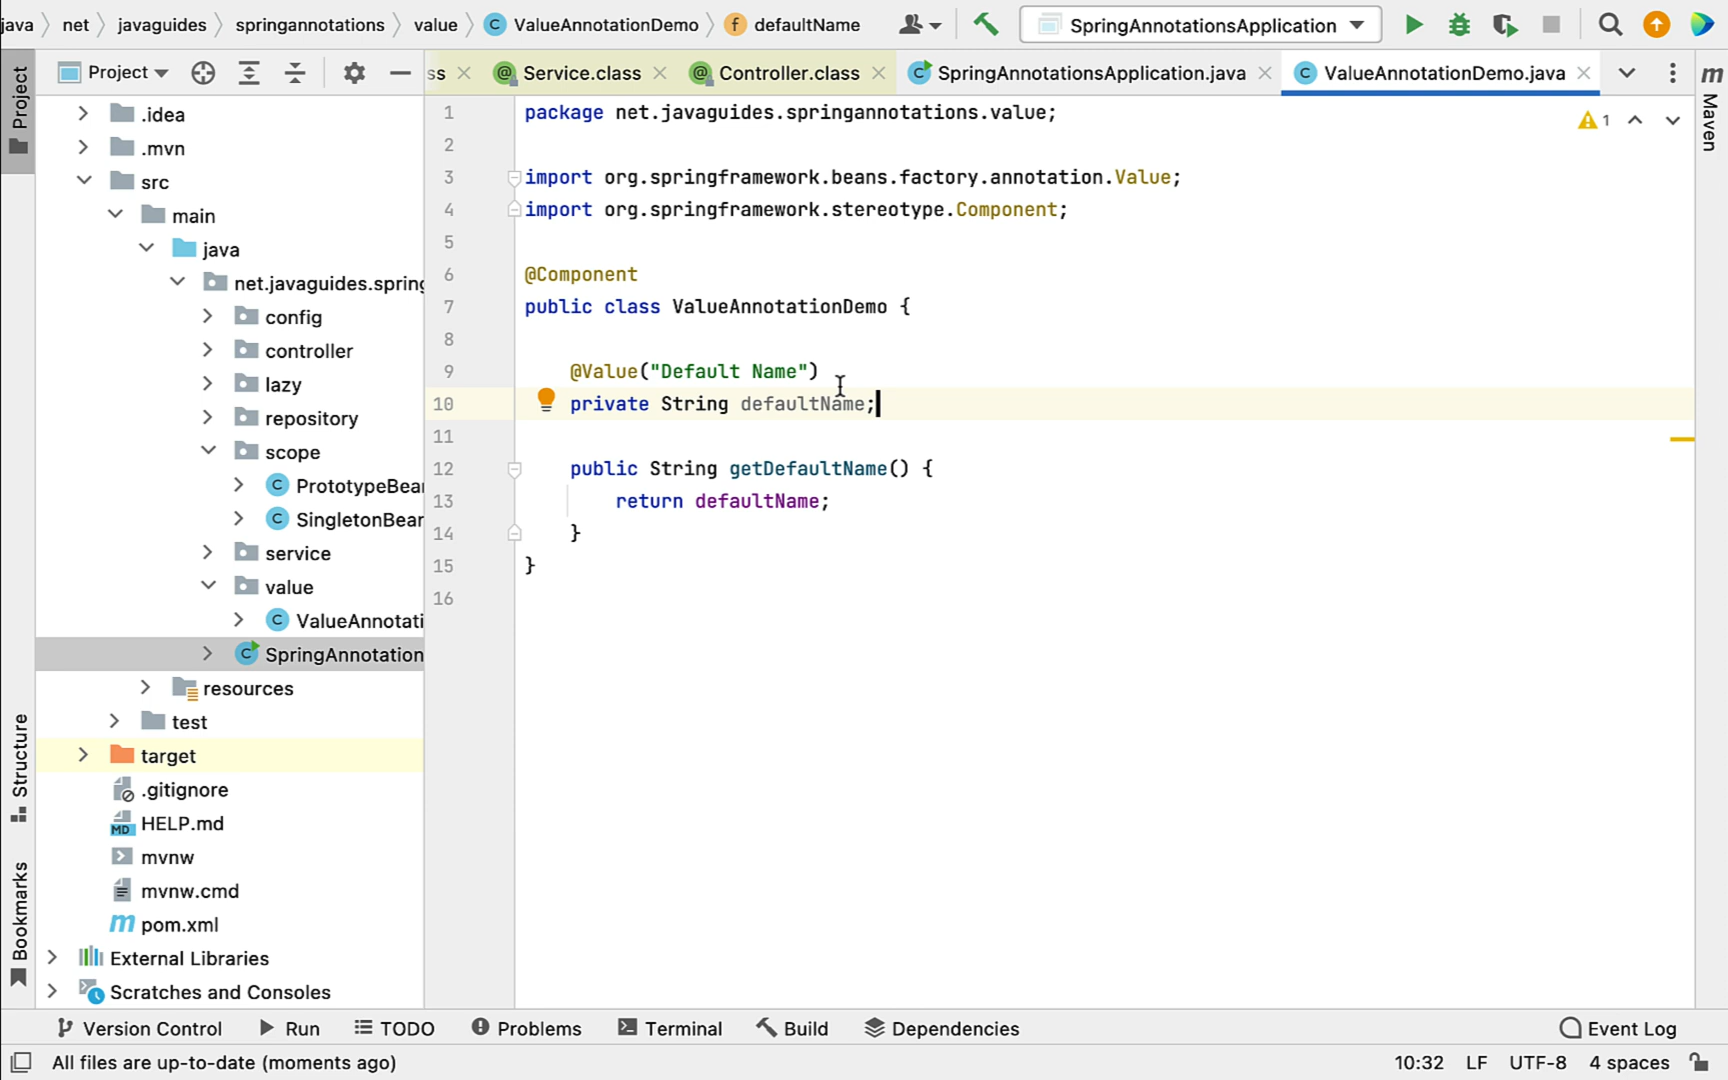 java net javaguides springannotations value C ValueAnnotationDemo f defaultName SpringAnnotationsApplication
Project
Project
ss Service.class Controller.class C SpringAnnotationsApplication.java C ValueAnnotationDemo.java
m Maven
.idea
.mvn
src
main
java
net.javaguides.spring
config
controller
lazy
repository
scope
C PrototypeBea
C SingletonBear
service
value
C ValueAnnotati
C SpringAnnotation
resources
test
target
.gitignore
MD HELP.md
mvnw
mvnw.cmd
m pom.xml
External Libraries
Scratches and Consoles
Structure
Bookmarks
1 package net.javaguides.springannotations.value;
1
2
3 import org.springframework.beans.factory.annotation.Value;
4 import org.springframework.stereotype.Component;
5
6 @Component
7 public class ValueAnnotationDemo {
8
9 @Value("Default Name")
10 private String defaultName;
11
12 public String getDefaultName() {
13 return defaultName;
14 }
15 }
16
Version Control Run TODO Problems Terminal Build Dependencies Event Log
All files are up-to-date (moments ago) 10:32 LF UTF-8 4 spaces